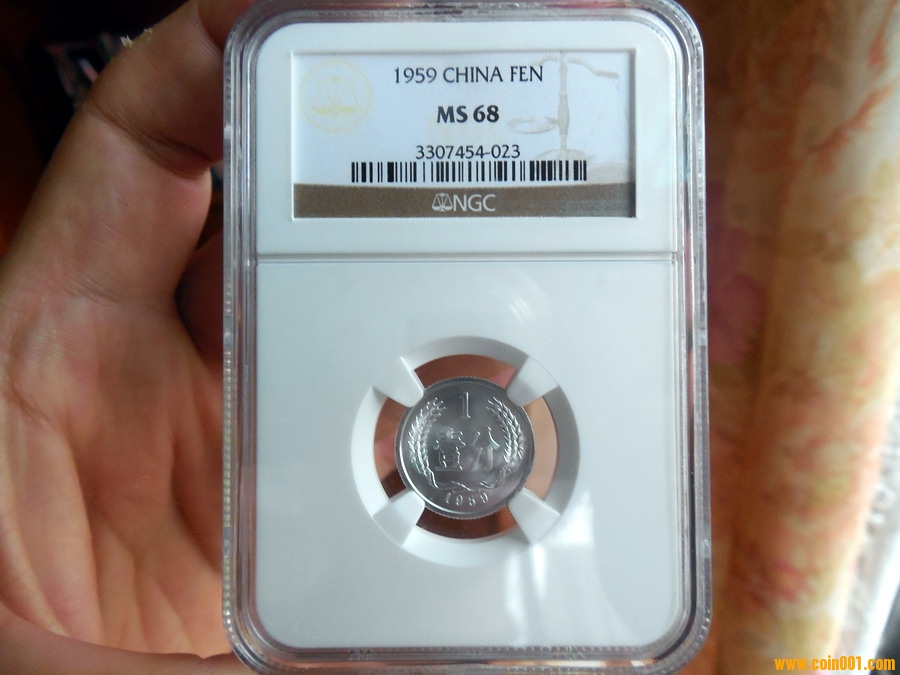 1959 CHINA FEN
MS 68
3307454-023
NGC
1
壹分
1959
www.coin001.com